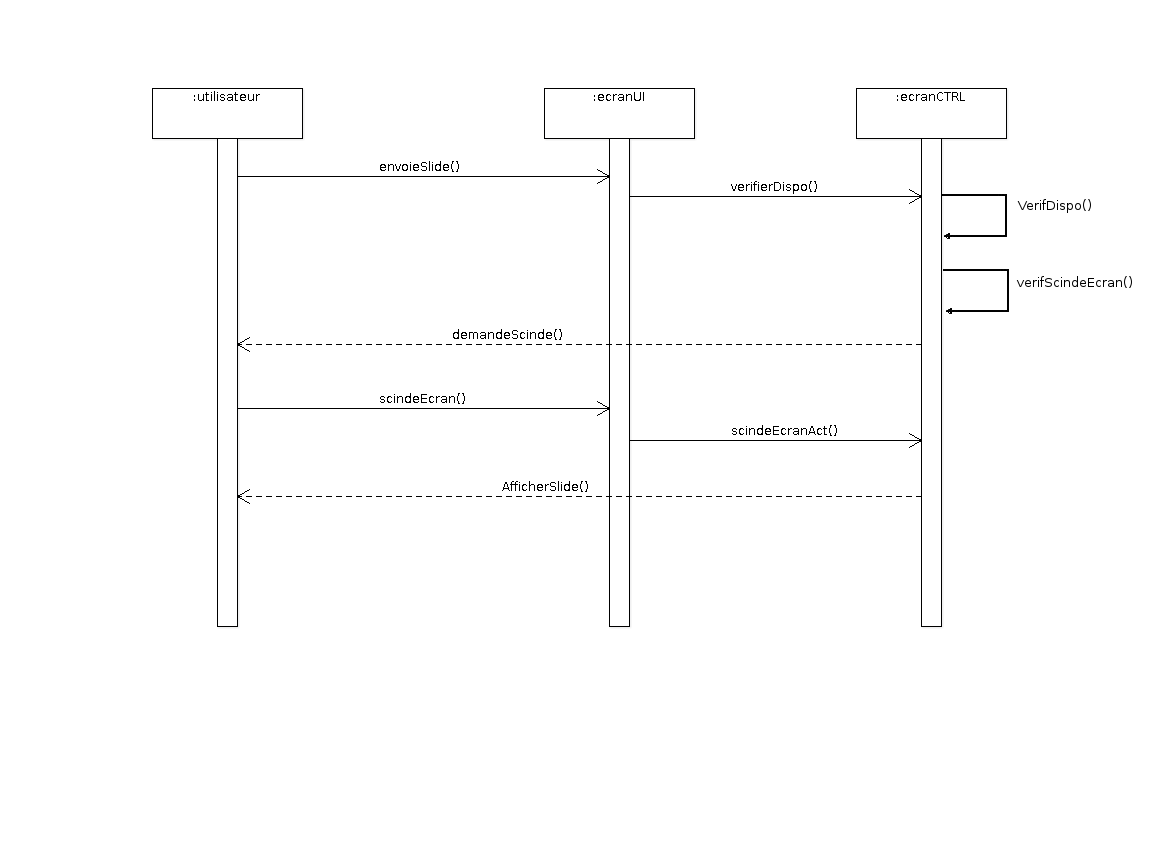 :utilisateur
:ecranUI
:ecranCTRL
envoieSlide()
verifierDispo()
VerifDispo()
verifScindeEcran()
demandeScinde()
scindeEcran()
scindeEcranAct()
AfficherSlide()